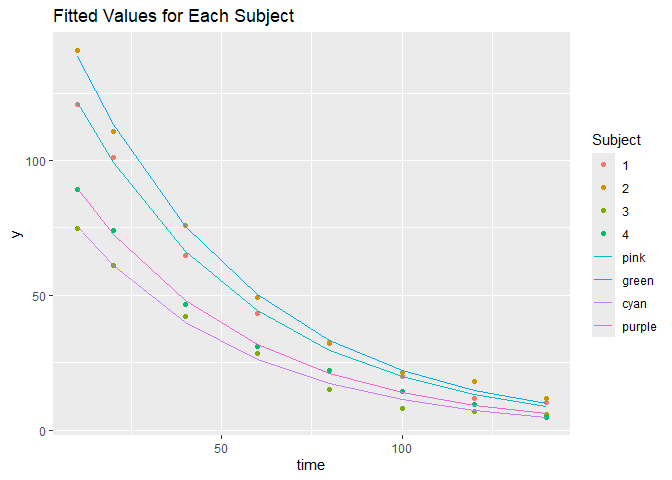 Fitted Values for Each Subject
y
100
50
0
50
100
time
Subject
1
2
3
4
pink
green
cyan
purple